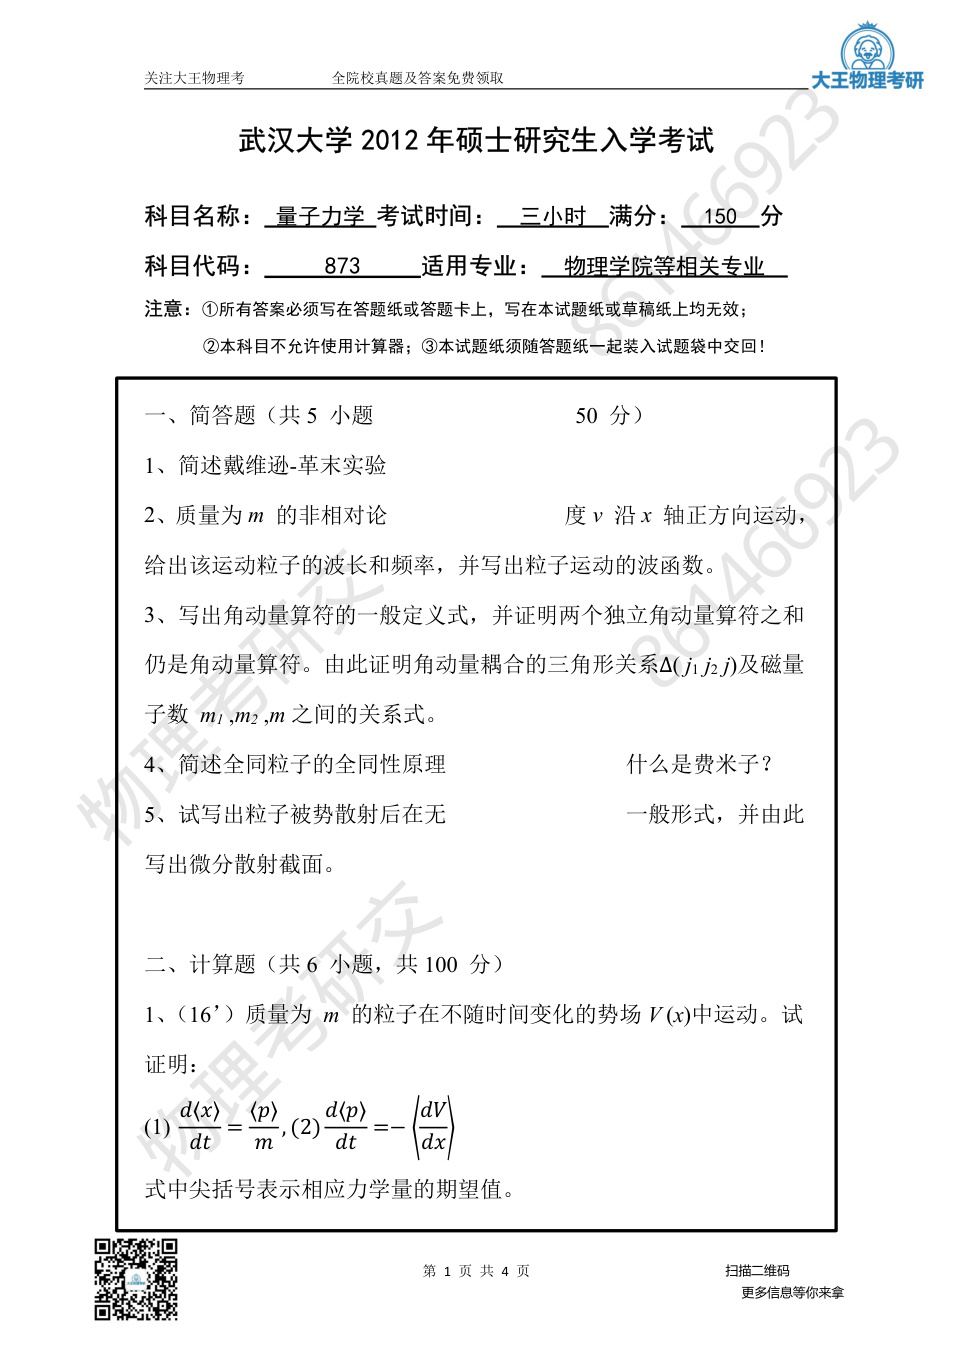 关注大王物理考 全院校真题及答案免费领取
大王物理考研
武汉大学 2012 年硕士研究生入学考试
科目名称： 量子力学 考试时间： 三小时 满分： 150 分
科目代码： 873 适用专业： 物理学院等相关专业
注意：①所有答案必须写在答题纸或答题卡上，写在本试题纸或草稿纸上均无效；
②本科目不允许使用计算器；③本试题纸须随答题纸一起装入试题袋中交回！
一、简答题（共 5 小题 50 分）
1、简述戴维逊-革末实验
2、质量为 m 的非相对论 度 v 沿 x 轴正方向运动，
给出该运动粒子的波长和频率，并写出粒子运动的波函数。
3、写出角动量算符的一般定义式，并证明两个独立角动量算符之和
仍是角动量算符。由此证明角动量耦合的三角形关系Δ( j₁ j₂ j)及磁量
子数 m₁ ,m₂ ,m 之间的关系式。
4、简述全同粒子的全同性原理 什么是费米子？
5、试写出粒子被势散射后在无 一般形式，并由此
写出微分散射截面。
二、计算题（共 6 小题，共 100 分）
1、（16’）质量为 m 的粒子在不随时间变化的势场 V (x)中运动。试
证明：
(1) d⟨x⟩/dt = ⟨p⟩/m , (2) d⟨p⟩/dt = − ⟨dV/dx⟩
式中尖括号表示相应力学量的期望值。
第 1 页 共 4 页
扫描二维码
更多信息等你来拿
物理考研交
861466923
物理考研交
861466923